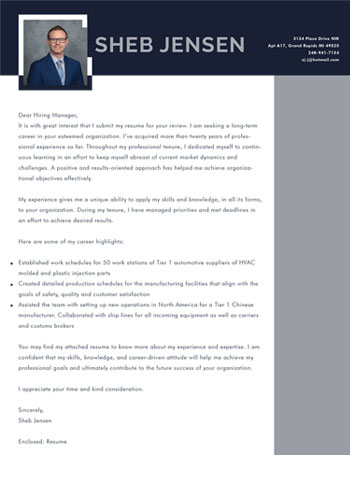 SHEB JENSEN
3154 Plaza Drive NW
Apt A17, Grand Rapids MI 49525
248-941-7154
sj-j@hotmail.com
Dear Hiring Manager,
It is with great interest that I submit my resume for your review. I am seeking a long-term
career in your esteemed organization. I've acquired more than twenty years of profes-
sional experience so far. Throughout my professional tenure, I dedicated myself to contin-
uous learning in an effort to keep myself abreast of current market dynamics and
challenges. A positive and results-oriented approach has helped me achieve organiza-
tional objectives effectively.
My experience gives me a unique ability to apply my skills and knowledge, in all its forms,
to your organization. During my tenure, I have managed priorities and met deadlines in
an effort to achieve desired results.
Here are some of my career highlights:
• Established work schedules for 50 work stations of Tier 1 automotive suppliers of HVAC
molded and plastic injection parts
• Created detailed production schedules for the manufacturing facilities that align with the
goals of safety, quality and customer satisfaction
• Assisted the team with setting up new operations in North America for a Tier 1 Chinese
manufacturer. Collaborated with ship lines for all incoming equipment as well as carriers
and customs brokers
You may find my attached resume to know more about my experience and expertise. I am
confident that my skills, knowledge, and career-driven attitude will help me achieve my
professional goals and ultimately contribute to the future success of your organization.
I appreciate your time and kind consideration.
Sincerely,
Sheb Jensen
Enclosed: Resume